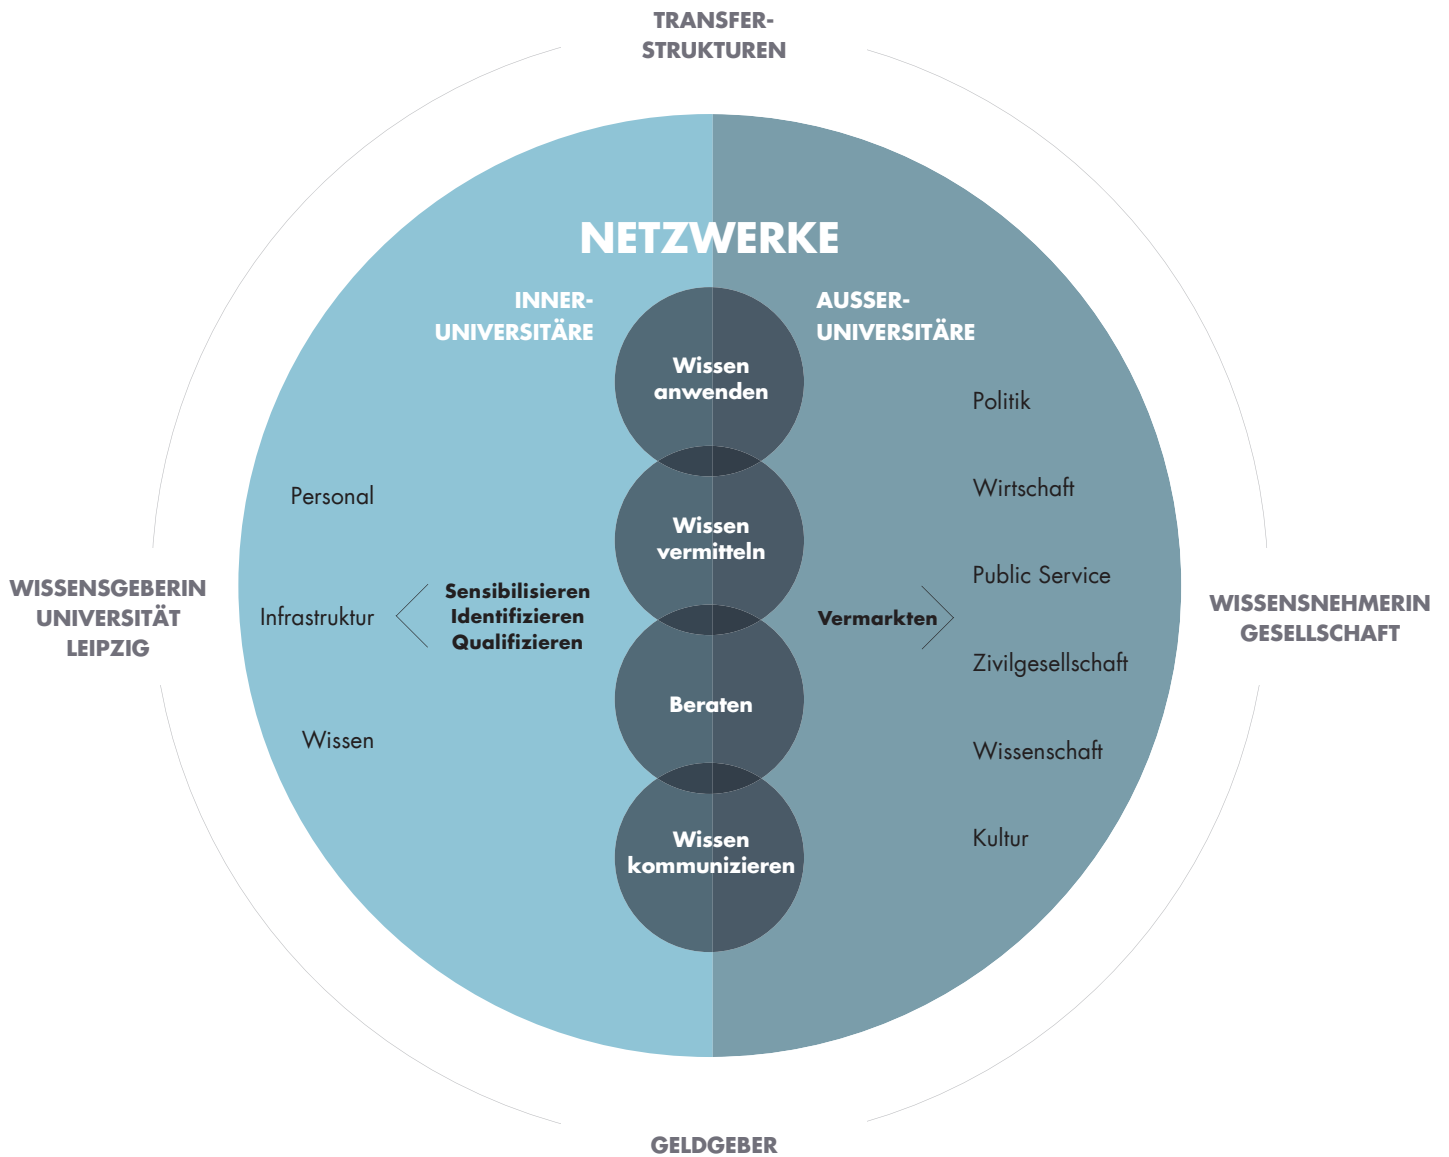 TRANSFER-
STRUKTUREN
NETZWERKE
INNER-
UNIVERSITÄRE
AUSSER-
UNIVERSITÄRE
Wissen
anwenden
Wissen
vermitteln
Beraten
Wissen
kommunizieren
Personal
Infrastruktur
Wissen
Sensibilisieren
Identifizieren
Qualifizieren
Vermarkten
Politik
Wirtschaft
Public Service
Zivilgesellschaft
Wissenschaft
Kultur
WISSENSGEBERIN
UNIVERSITÄT
LEIPZIG
WISSENSNEHMERIN
GESELLSCHAFT
GELDGEBER